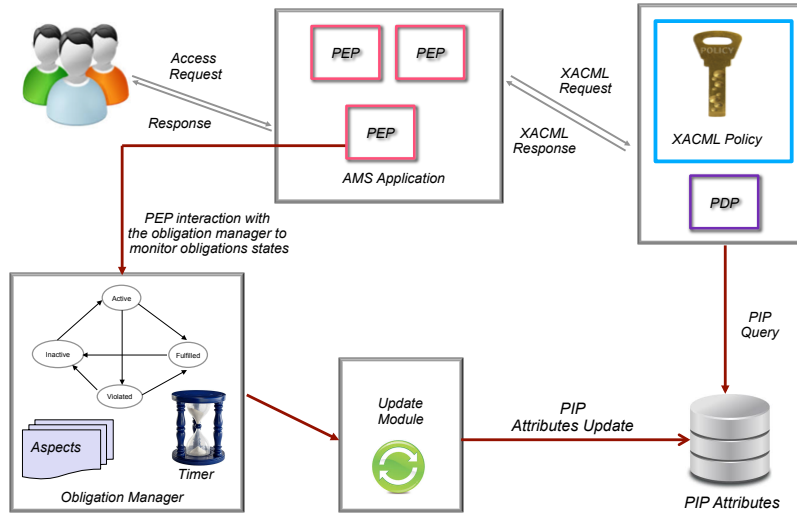 Access
Request
Response
PEP
PEP
PEP
AMS Application
XACML
Request
XACML
Response
POLICY
XACML Policy
PDP
PEP interaction with
the obligation manager to
monitor obligations states
Active
Inactive
Fulfilled
Violated
Aspects
Timer
Obligation Manager
Update
Module
PIP
Attributes Update
PIP
Query
PIP Attributes